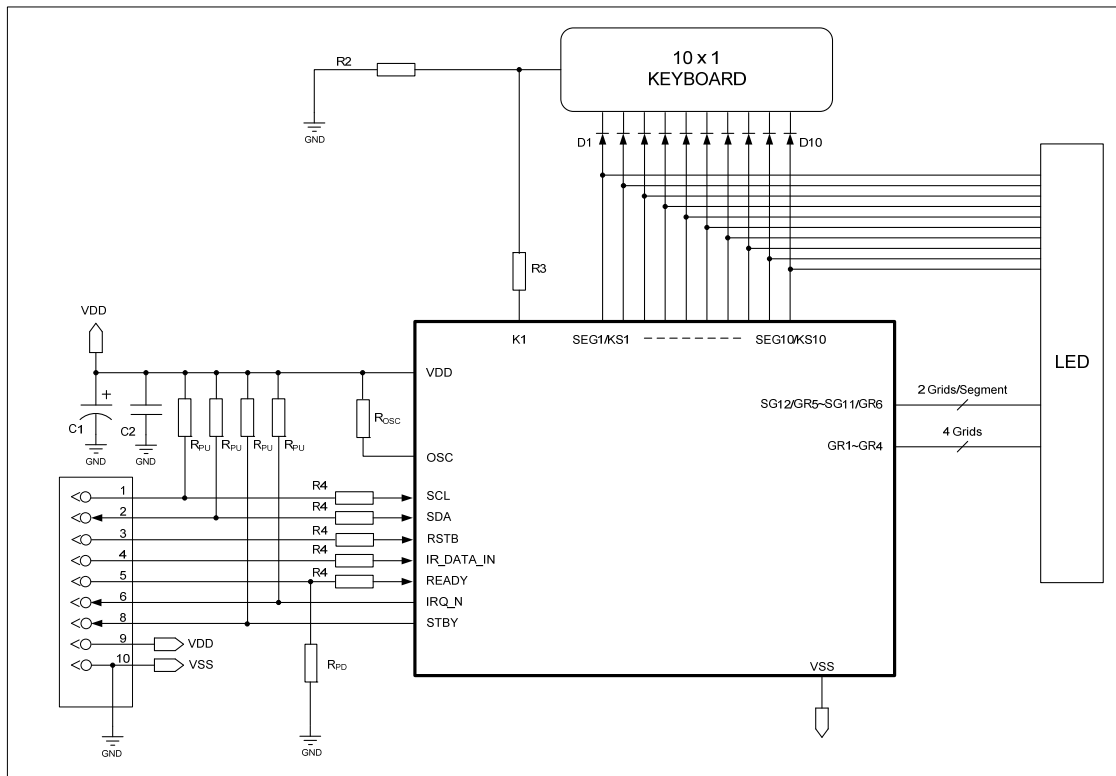 10 x 1
KEYBOARD
R2
GND
D1
D10
R3
VDD
K1
SEG1/KS1
SEG10/KS10
LED
VDD
C1
+
C2
GND
GND
RPU
RPU
RPU
RPU
ROSC
OSC
SG12/GR5~SG11/GR6
2 Grids/Segment
GR1~GR4
4 Grids
1
R4
SCL
2
R4
SDA
3
R4
RSTB
4
R4
IR_DATA_IN
5
R4
READY
6
IRQ_N
8
STBY
9
VDD
10
VSS
RPD
GND
GND
VSS